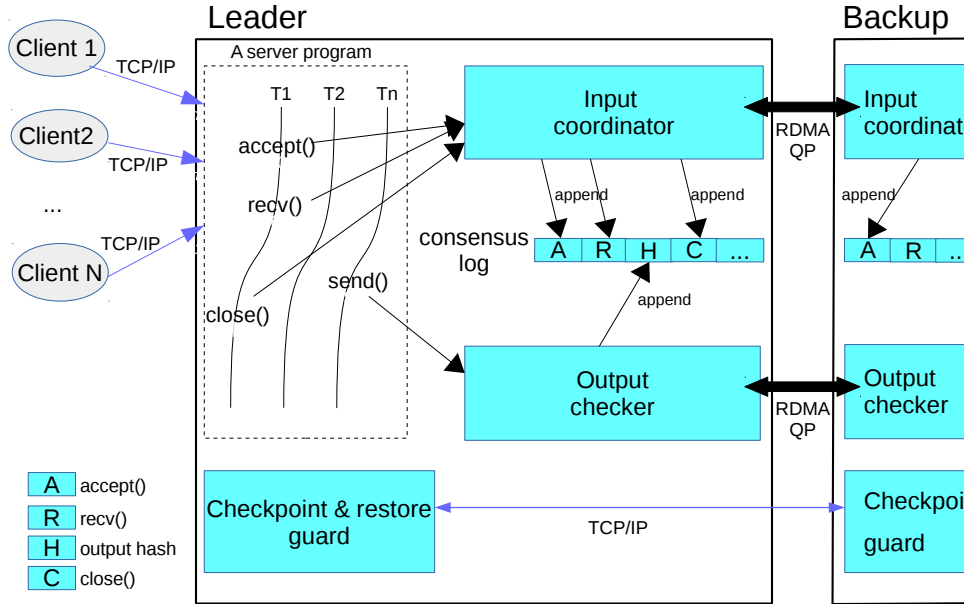 Leader
Backup
Client 1
TCP/IP
A server program
T1 T2 Tn
Input
coordinator
Input
coordinat
RDMA
QP
Client2
TCP/IP
accept()
recv()
append
append
append
...
TCP/IP
Client N
consensus
log
A R H C ...
A R ..
send()
close()
append
Output
checker
Output
checker
RDMA
QP
A accept()
R recv()
H output hash
C close()
Checkpoint & restore
guard
TCP/IP
Checkpoi
guard